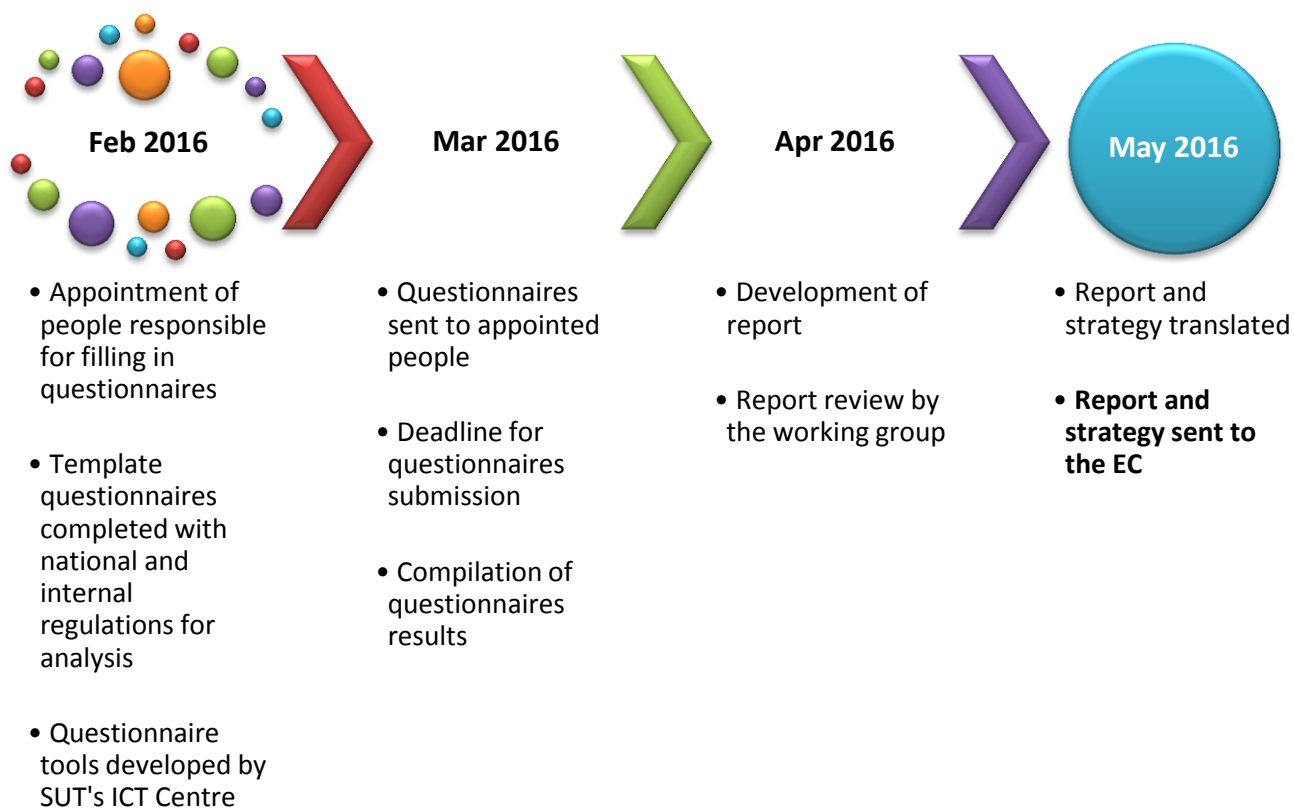 Feb 2016
Mar 2016
Apr 2016
May 2016
• Appointment of
people responsible
for filling in
questionnaires
• Template
questionnaires
completed with
national and
internal
regulations for
analysis
• Questionnaire
tools developed by
SUT's ICT Centre
• Questionnaires
sent to appointed
people
• Deadline for
questionnaires
submission
• Compilation of
questionnaires
results
• Development of
report
• Report review by
the working group
• Report and
strategy translated
• Report and
strategy sent to
the EC